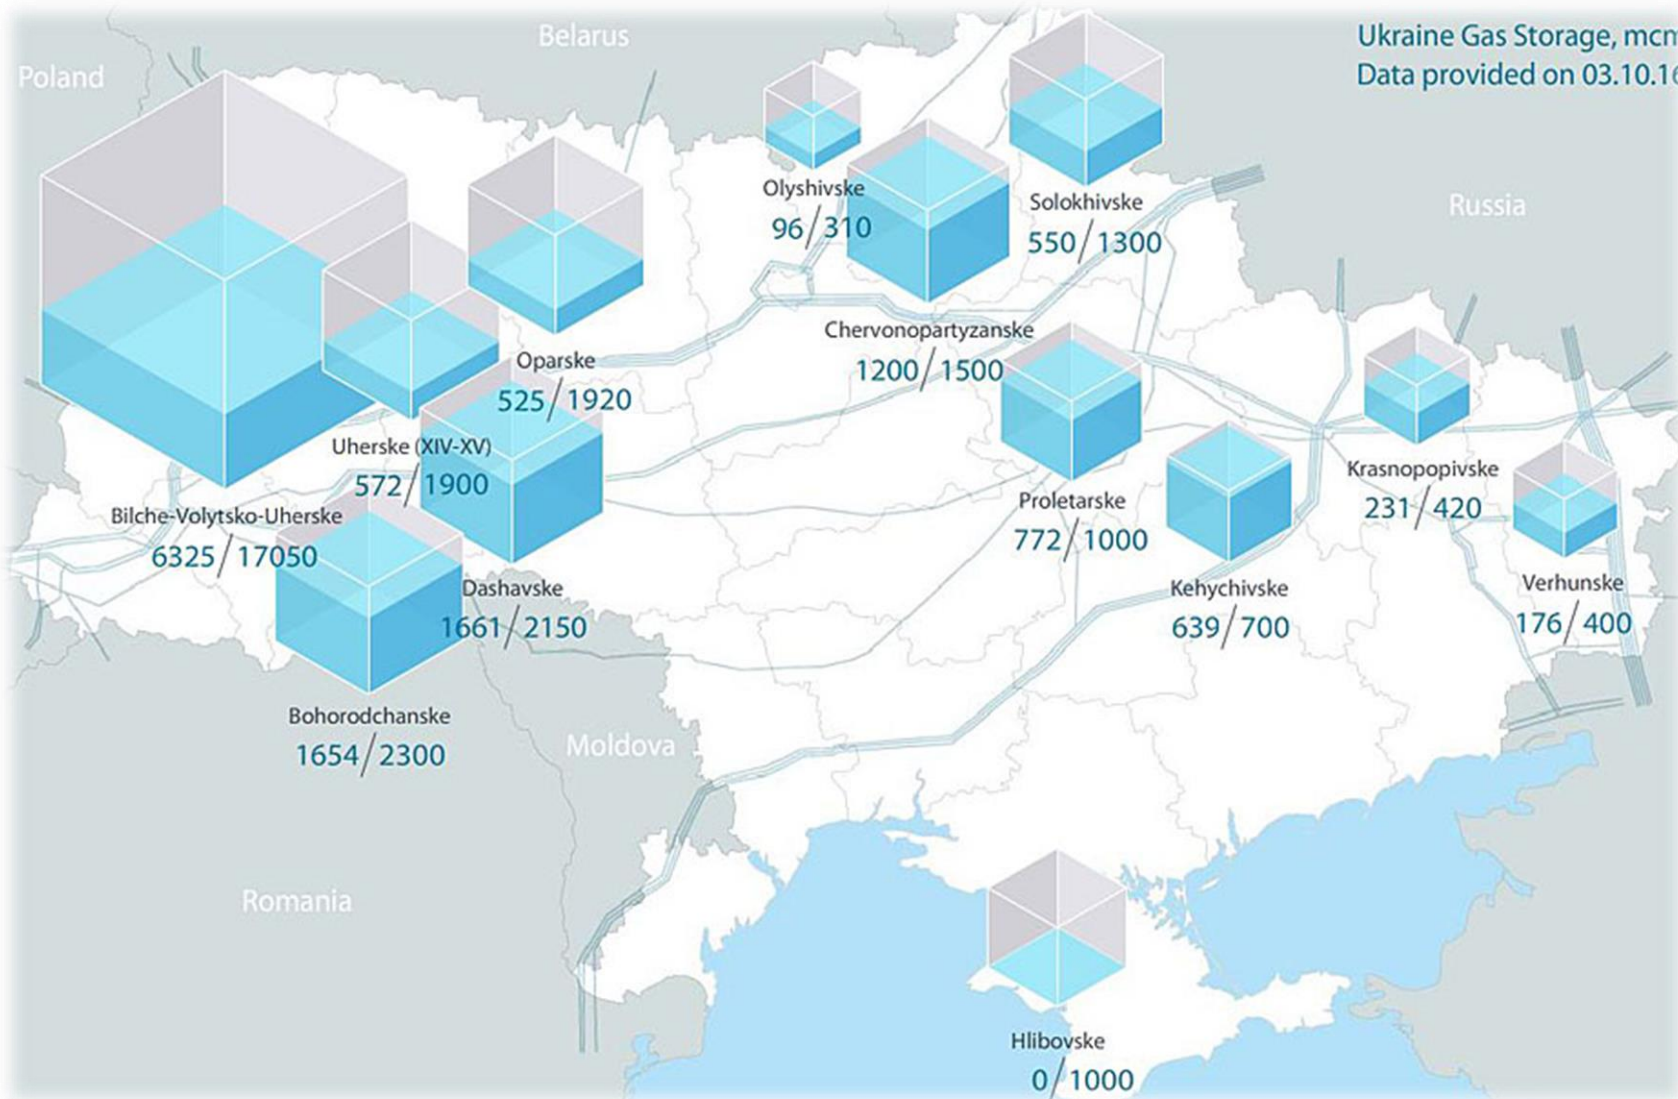 Belarus
Ukraine Gas Storage, mcm
Data provided on 03.10.16
Poland
Olyshivske
96/310
Solokhivske
550/1300
Russia
Chervonopartyzanske
1200/1500
Oparske
525/1920
Uherske (XIV-XV)
572/1900
Krasnopopivske
231/420
Proletarske
772/1000
Bilche-Volytsko-Uherske
6325/17050
Kehychivske
639/700
Verhunske
176/400
Dashavske
1661/2150
Bohorodchanske
1654/2300
Moldova
Romania
Hlibovske
0/1000